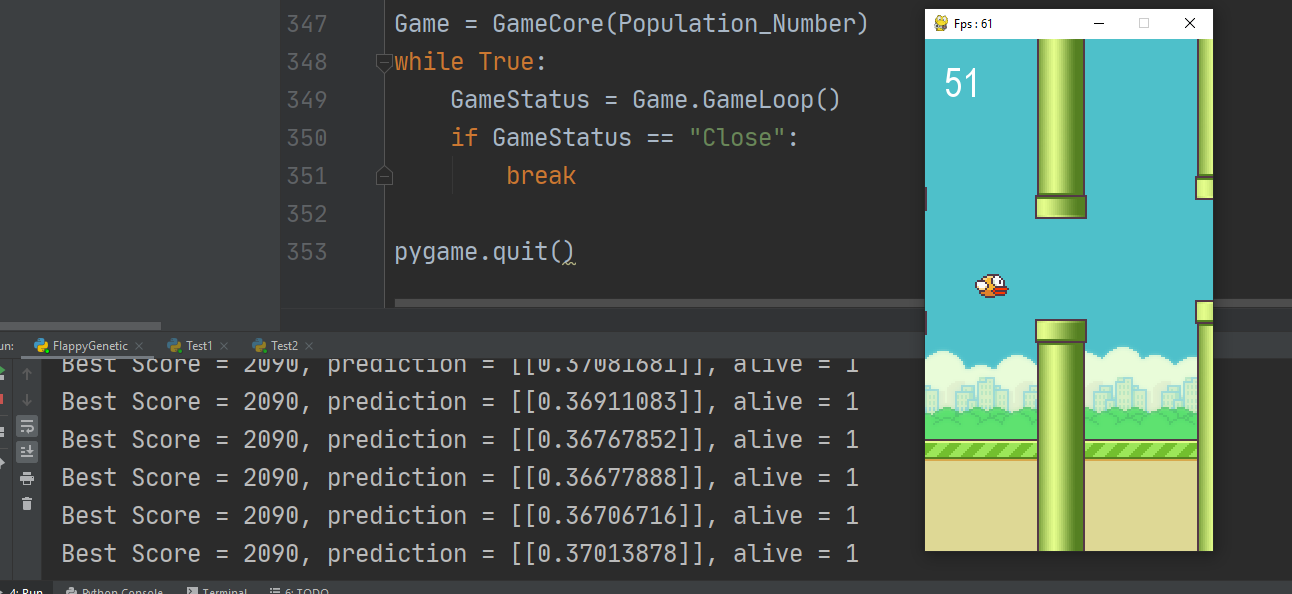 347 Game = GameCore(Population_Number)
348 while True:
349 GameStatus = Game.GameLoop()
350 if GameStatus == "Close":
351 break
352
353 pygame.quit()
Fps : 61
51
un: FlappyGenetic Test1 Test2
Best Score = 2090, prediction = [[0.37081681]], alive = 1
Best Score = 2090, prediction = [[0.36911083]], alive = 1
Best Score = 2090, prediction = [[0.36767852]], alive = 1
Best Score = 2090, prediction = [[0.36677888]], alive = 1
Best Score = 2090, prediction = [[0.36706716]], alive = 1
Best Score = 2090, prediction = [[0.37013878]], alive = 1
4: Run Python Console Terminal 6: TODO